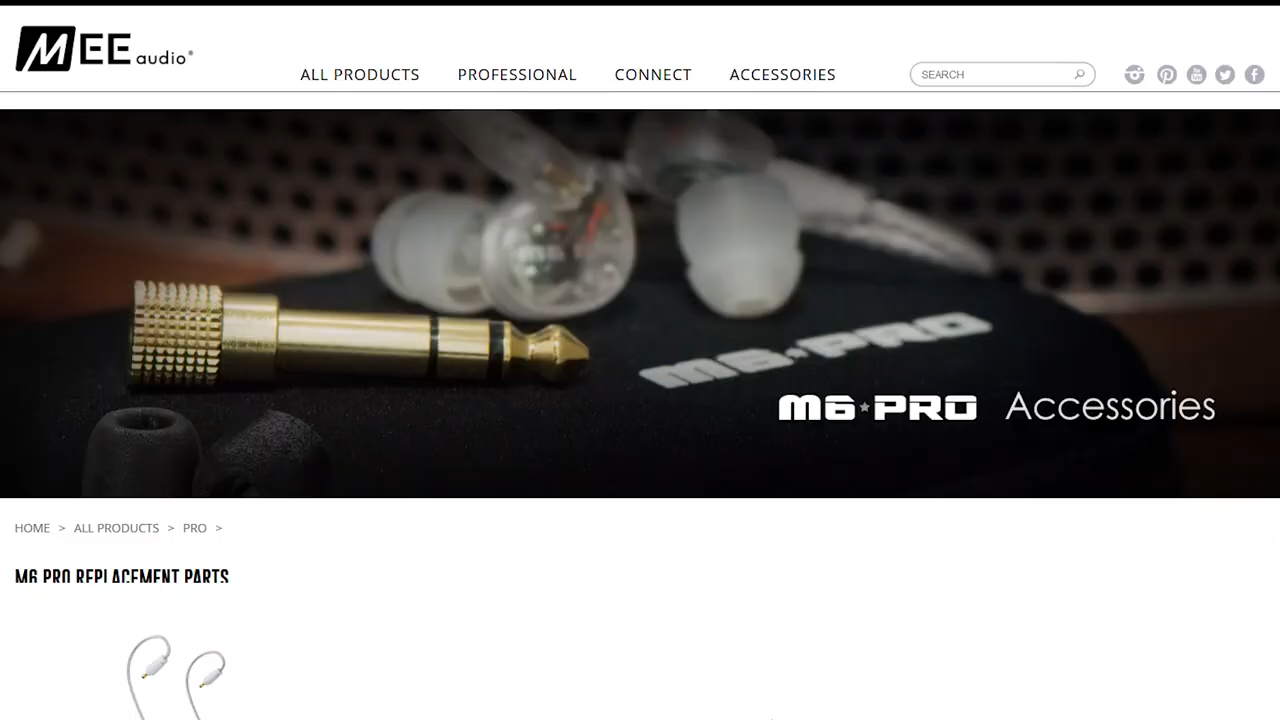 MEE audio®
ALL PRODUCTS PROFESSIONAL CONNECT ACCESSORIES SEARCH
M6 PRO
M6★PRO Accessories
HOME > ALL PRODUCTS > PRO >
M6 PRO REPLACEMENT PARTS